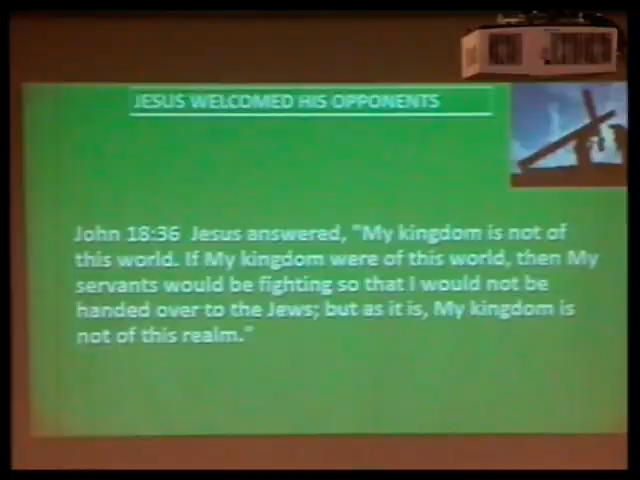 JESUS WELCOMED HIS OPPONENTS
John 18:36  Jesus answered, "My kingdom is not of
this world. If My kingdom were of this world, then My
servants would be fighting so that I would not be
handed over to the Jews; but as it is, My kingdom is
not of this realm."